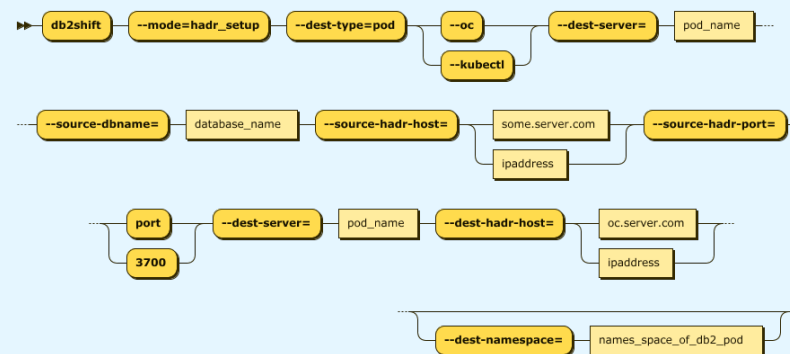 db2shift --mode=hadr_setup --dest-type=pod --oc --dest-server= pod_name
--kubectl
--source-dbname= database_name --source-hadr-host= some.server.com --source-hadr-port=
ipaddress
port --dest-server= pod_name --dest-hadr-host= oc.server.com
3700 ipaddress
--dest-namespace= names_space_of_db2_pod